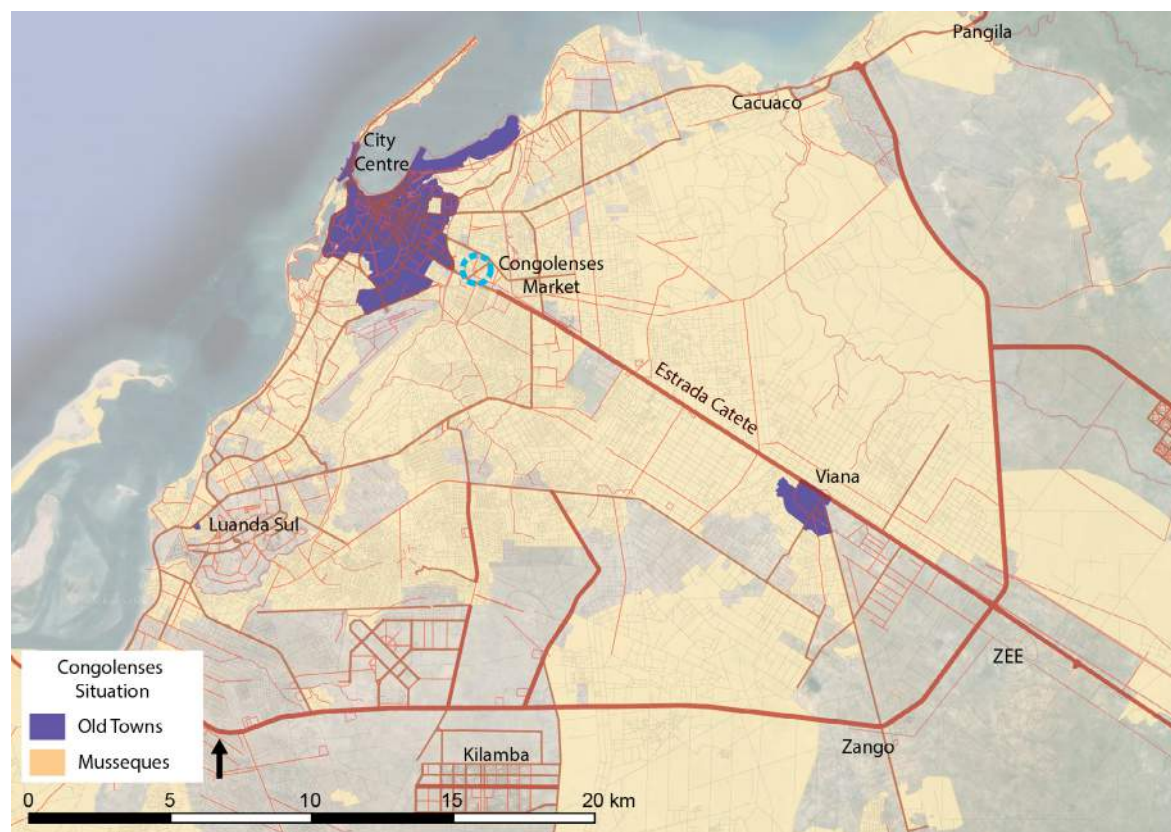 Pangila
Cacuaco
City
Centre
Congolenses
Market
Estrada Catete
Viana
Luanda Sul
ZEE
Zango
Kilamba
Congolenses
Situation
Old Towns
Musseques
0 5 10 15 20 km